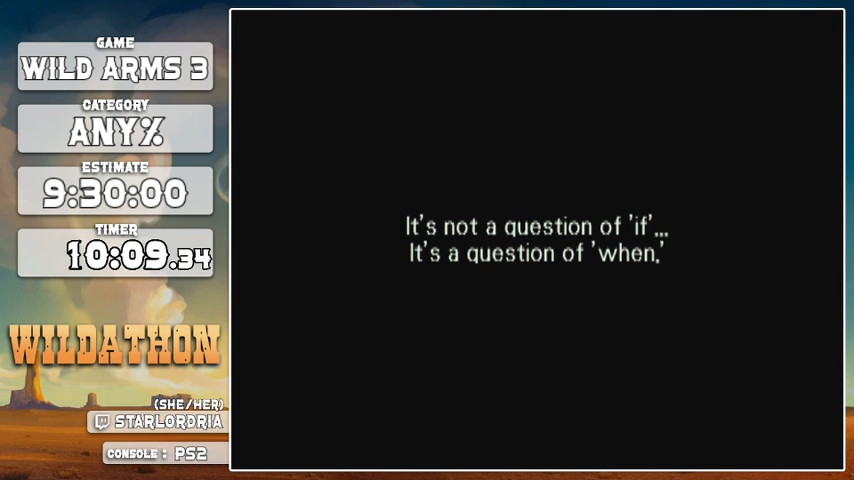 GAME
WILD ARMS 3
CATEGORY
ANY%
ESTIMATE
9:30:00
TIMER
10:09.34
WILDATHON
(SHE/HER)
STARLORDRIA
CONSOLE : PS2
It's not a question of 'if'...
It's a question of 'when,'